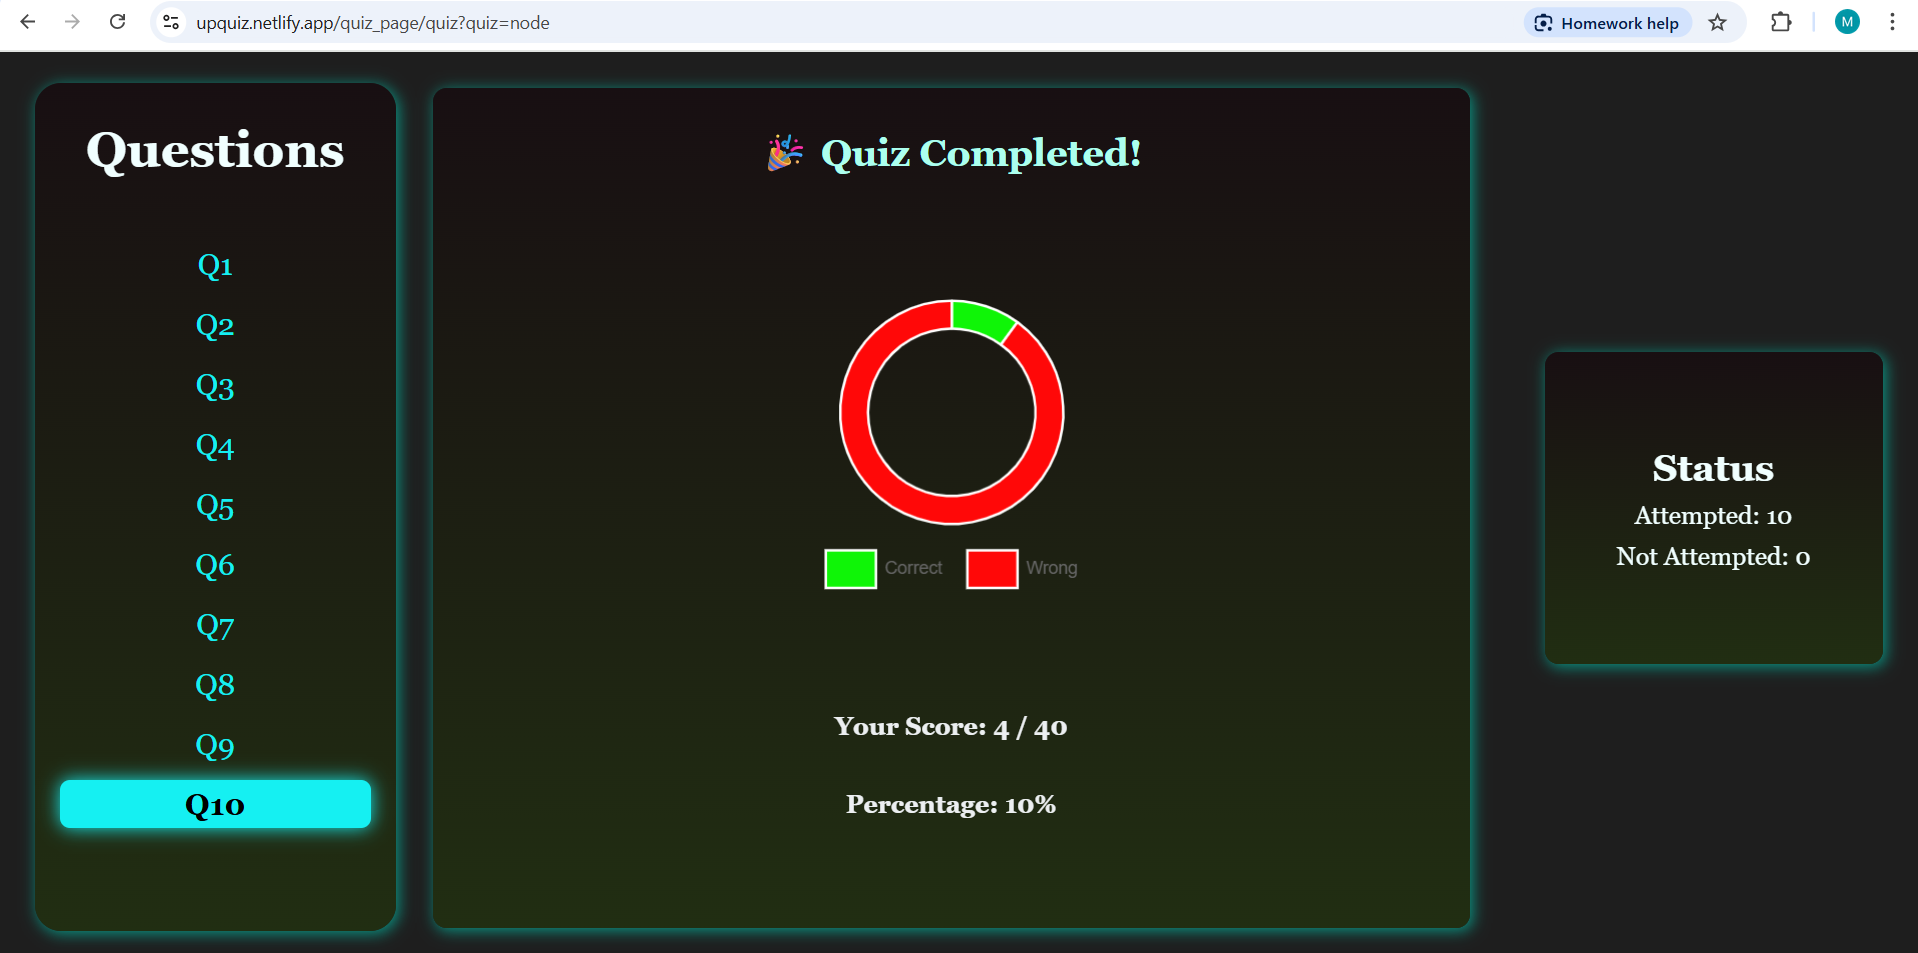 upquiz.netlify.app/quiz_page/quiz?quiz=node
Homework help
M
Questions
Q1
Q2
Q3
Q4
Q5
Q6
Q7
Q8
Q9
Q10
🎉 Quiz Completed!
Correct
Wrong
Your Score: 4 / 40
Percentage: 10%
Status
Attempted: 10
Not Attempted: 0